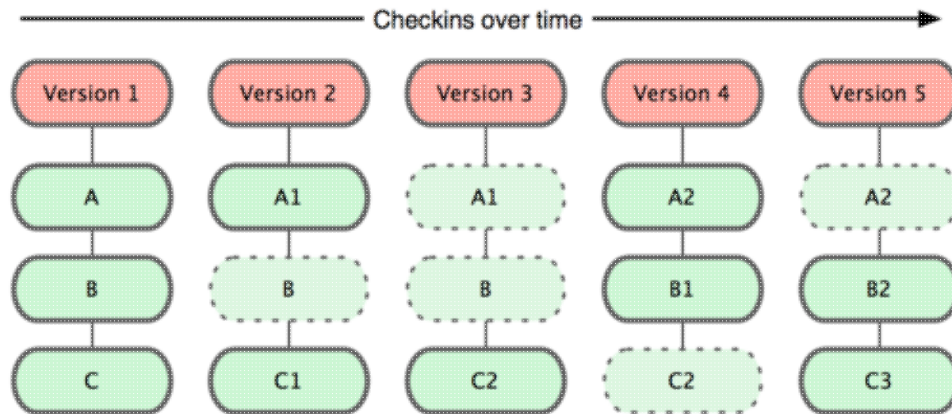 Checkins over time
Version 1 Version 2 Version 3 Version 4 Version 5
A A1 A1 A2 A2
B B B B1 B2
C C1 C2 C2 C3